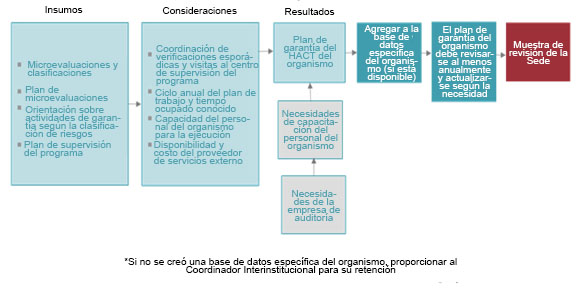 Insumos
Consideraciones
Resultados
Microevaluaciones y
clasificaciones
Plan de
microevaluaciones
Orientación sobre
actividades de garan-
tía según la clasifica-
ción de riesgos
Plan de supervisión
del programa
Coordinación de
verificaciones esporá-
dicas y visitas al centro
de supervisión del
programa
Ciclo anual del plan de
trabajo y tiempo
ocupado conocido
Capacidad del perso-
nal del organismo para
la ejecución
Disponibilidad y
costo del proveedor
de servicios externo
Plan de
garantía del
HACT del
organismo
Necesidades
de capacita-
ción del
personal del
organismo
Necesida-
des de la
empresa de
auditoría
Agregar a la
base de
datos
específica
del organis-
mo (si está
disponible)
El plan de
garantía del
organismo
debe revisar-
se al menos
anualmente
y actualizar-
se según la
necesidad
Muestra de
revisión de la
Sede
*Si no se creó una base de datos específica del organismo, proporcionar al
Coordinador Interinstitucional para su retención